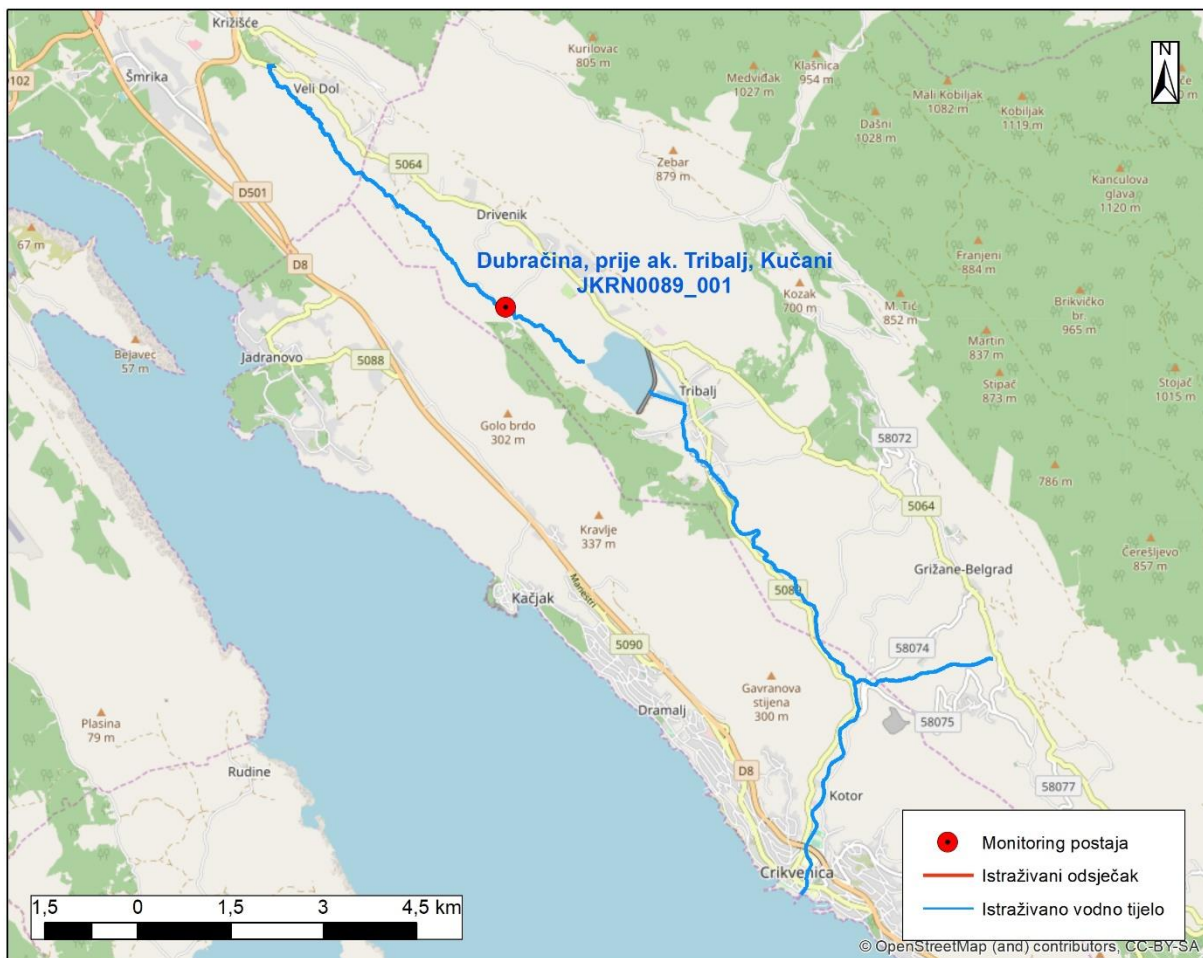 Križišće
Šmrika
Veli Dol
Kurilovac
805 m
Medviđak
1027 m
Klašnica
954 m
Mali Kobiljak
1082 m
Kobiljak
1119 m
Dašni
1028 m
Zebar
879 m
Kanculova
glava
1120 m
5064
D501
Drivenik
67 m
D8
Dubračina, prije ak. Tribalj, Kučani
JKRN0089_001
Franjeni
884 m
Kozak
700 m
M. Tić
852 m
Brikvičko
br.
965 m
Martin
837 m
Bejavec
57 m
Jadranovo
5088
Stipač
873 m
Stojač
1015 m
Tribalj
Golo brdo
302 m
58072
786 m
5064
Kravlje
337 m
Čerešljevo
857 m
Grižane-Belgrad
Kačjak
Manestri
5090
58074
Gavranova
stijena
300 m
Dramalj
Plasina
79 m
58075
Rudine
D8
58077
Kotor
Crikvenica
N
Monitoring postaja
Istraživani odsječak
Istraživano vodno tijelo
1,5 0 1,5 3 4,5 km
© OpenStreetMap (and) contributors, CC-BY-SA